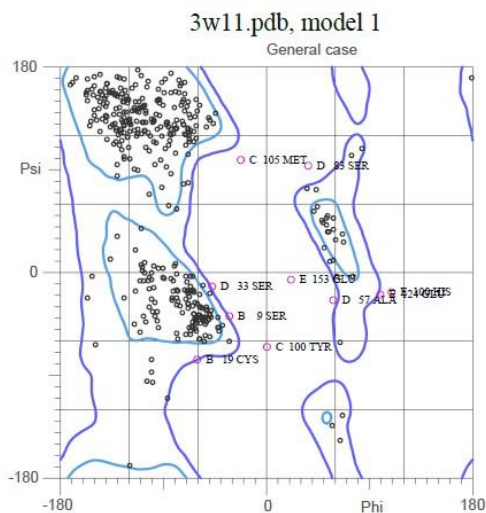 3w11.pdb, model 1
General case
180
C 105 MET
D 85 SER
Psi
0
E 153 GLU
D 33 SER
D 57 ALA
HIS
B 9 SER
C 100 TYR
B 19 CYS
-180
-180
0
Phi
180